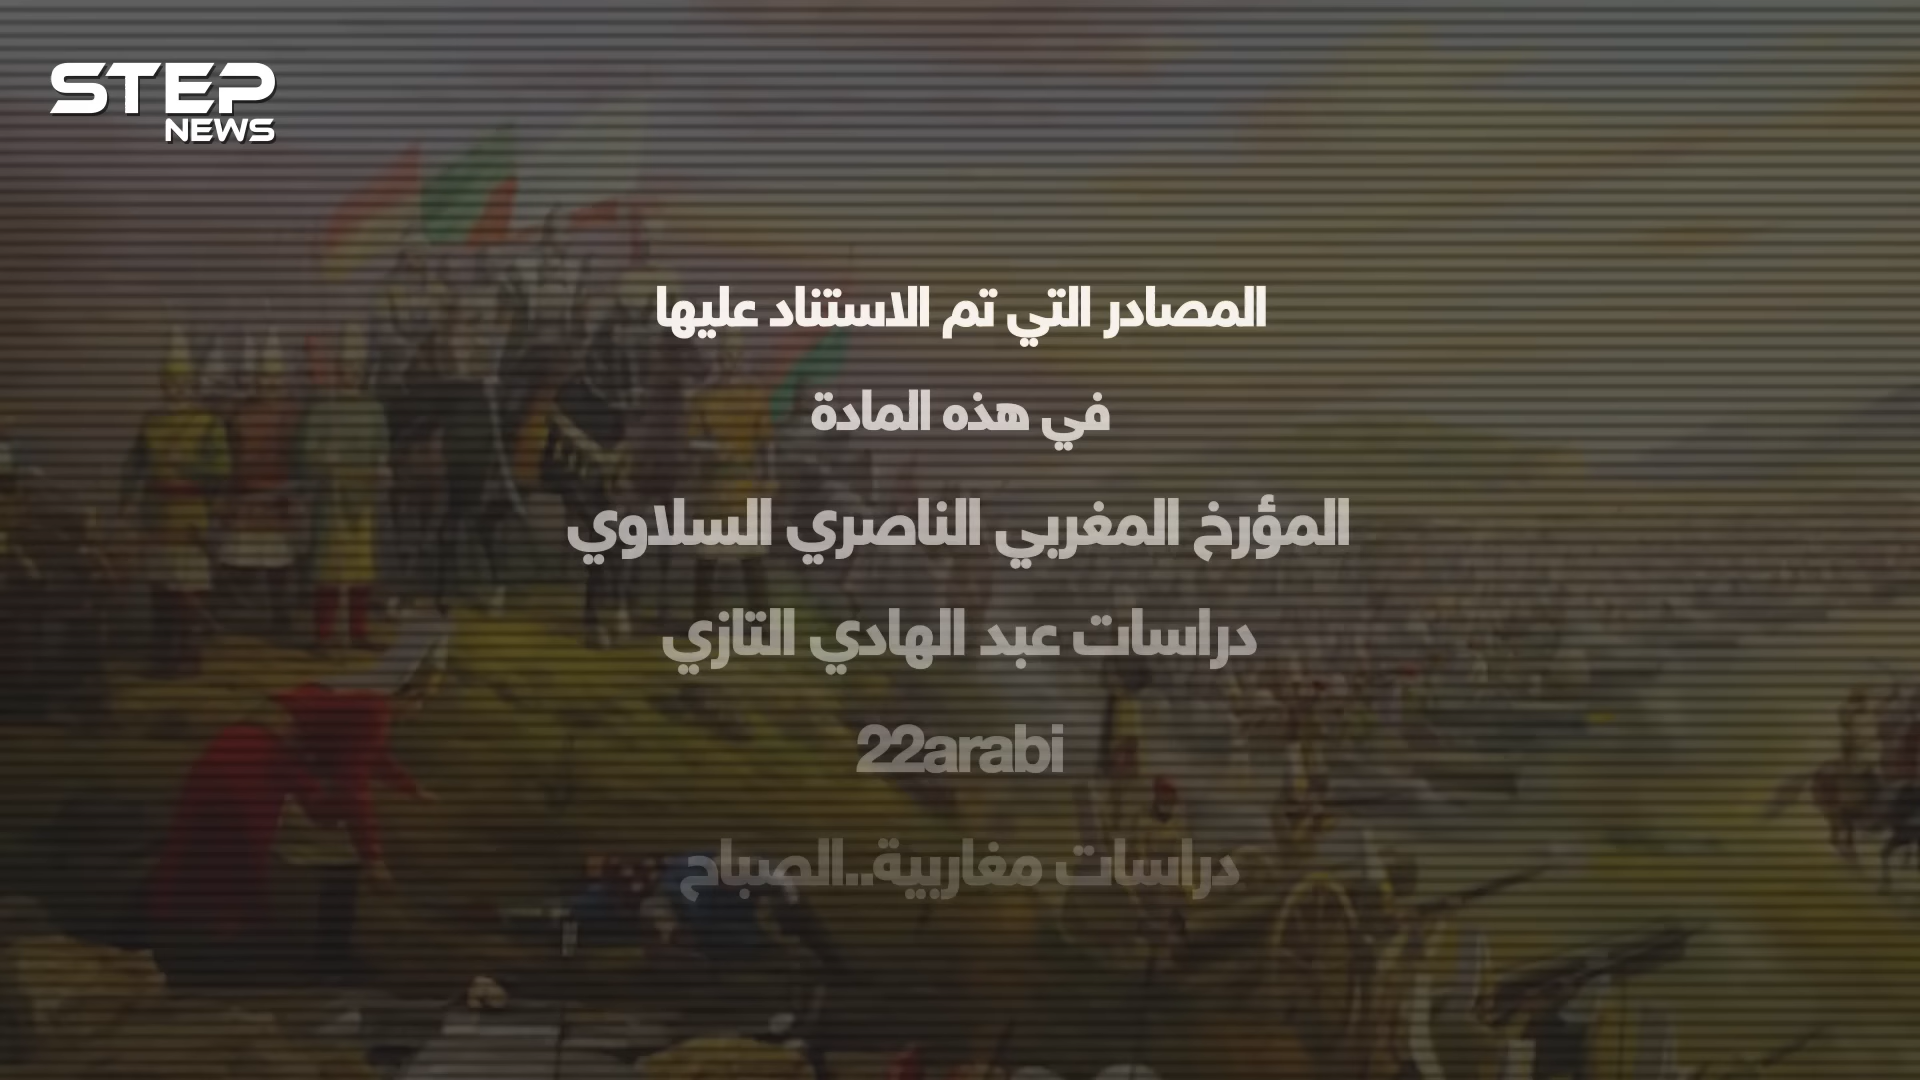 STEP
NEWS
المصادر التي تم الاستناد عليها
في هذه المادة
المؤرخ المغربي الناصري السلاوي
دراسات عبد الهادي التازي
22arabi
دراسات مغاربية..الصباح